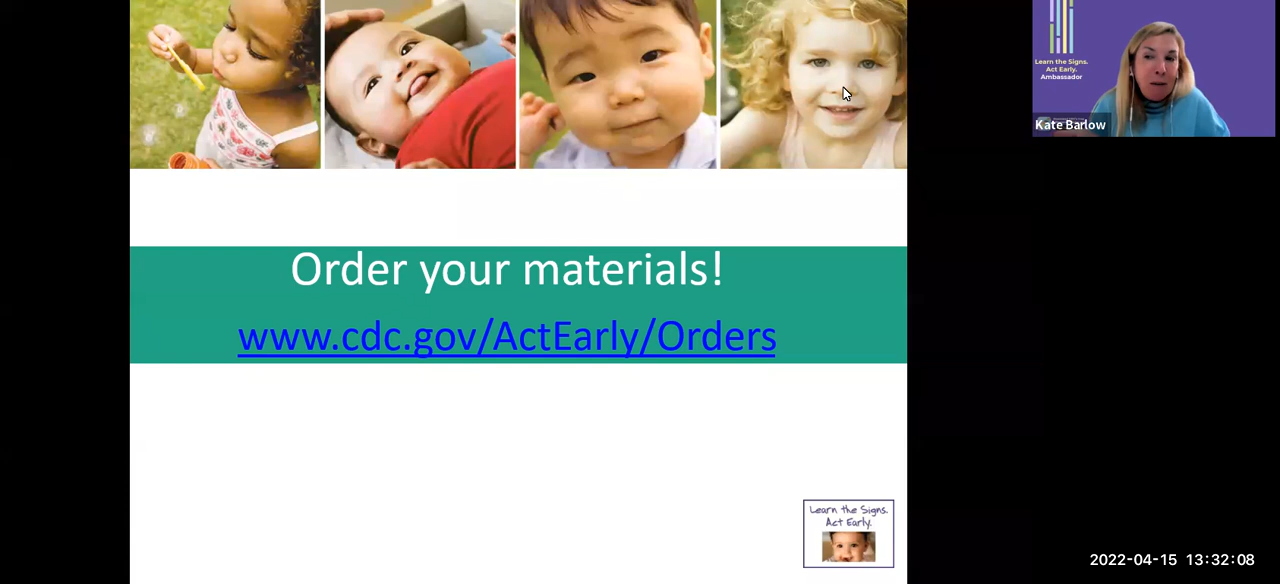 Learn the Signs.
Act Early.
Ambassador
Kate Barlow
Order your materials!
www.cdc.gov/ActEarly/Orders
Learn the Signs.
Act Early.
2022-04-15 13:32:08